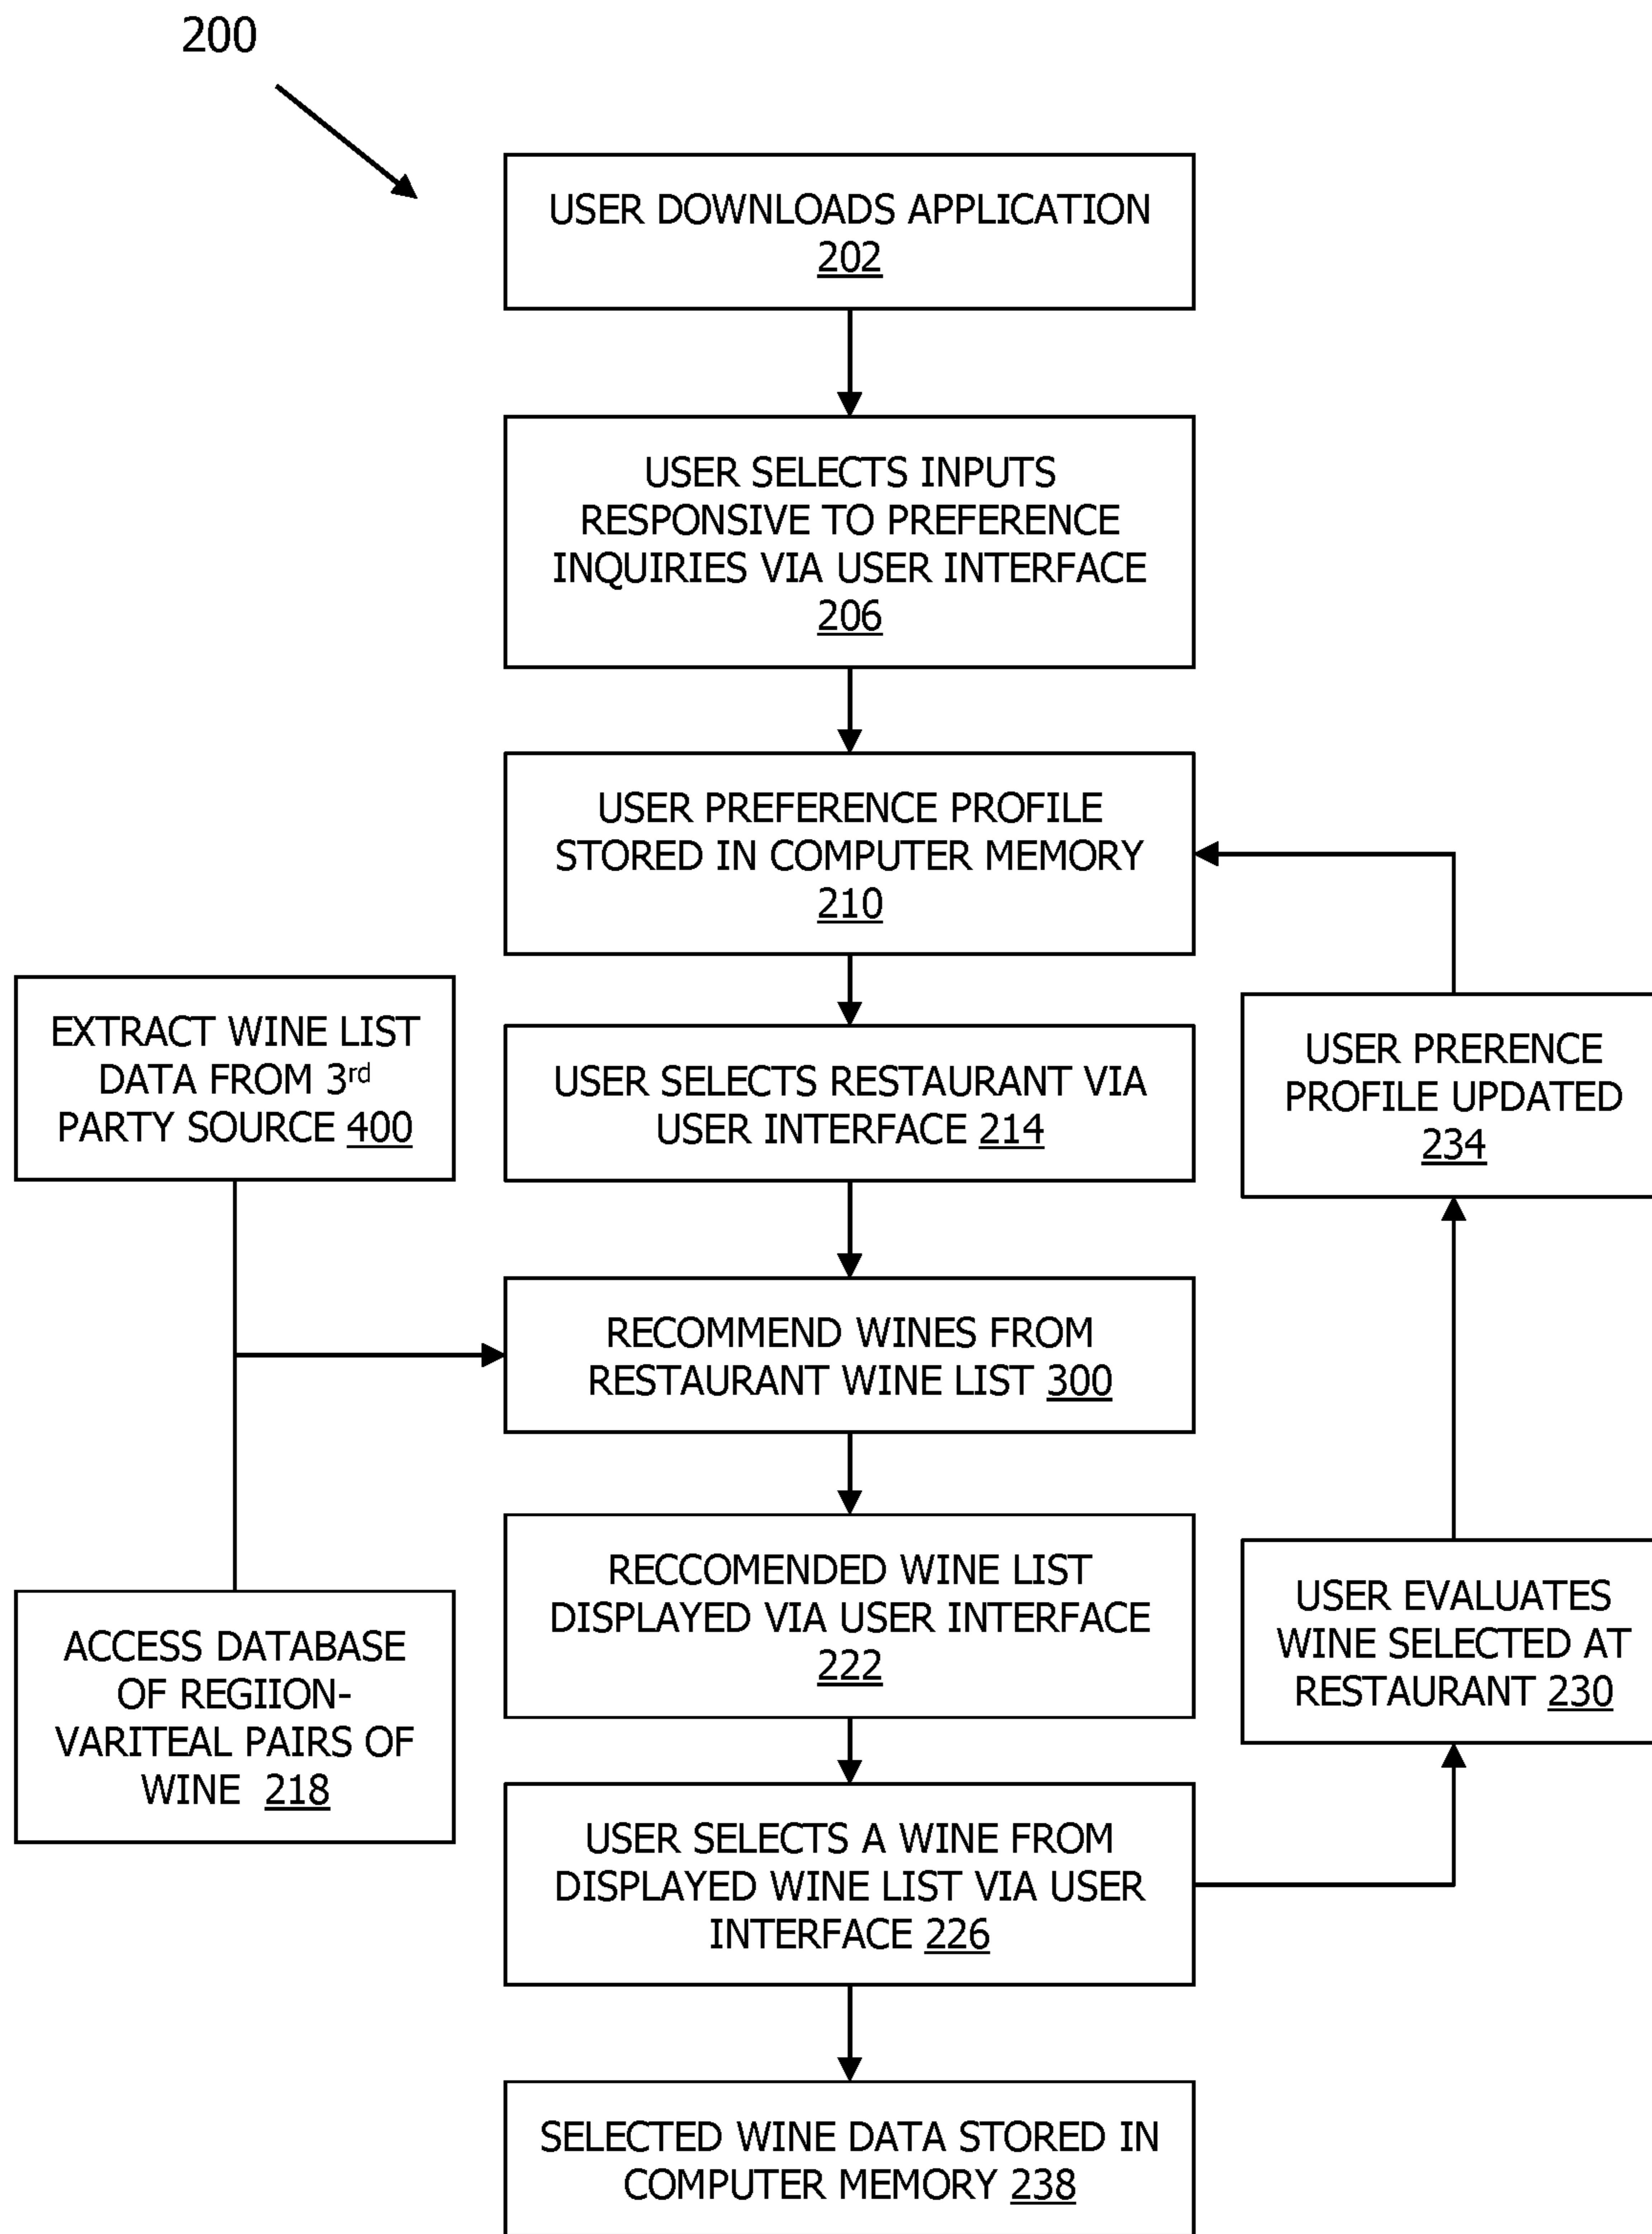 200
USER DOWNLOADS APPLICATION
202
USER SELECTS INPUTS
RESPONSIVE TO PREFERENCE
INQUIRIES VIA USER INTERFACE
206
USER PREFERENCE PROFILE
STORED IN COMPUTER MEMORY
210
EXTRACT WINE LIST
DATA FROM 3rd
PARTY SOURCE 400
USER SELECTS RESTAURANT VIA
USER INTERFACE 214
USER PRERENCE
PROFILE UPDATED
234
RECOMMEND WINES FROM
RESTAURANT WINE LIST 300
ACCESS DATABASE
OF REGIION-
VARITEAL PAIRS OF
WINE 218
RECCOMENDED WINE LIST
DISPLAYED VIA USER INTERFACE
222
USER EVALUATES
WINE SELECTED AT
RESTAURANT 230
USER SELECTS A WINE FROM
DISPLAYED WINE LIST VIA USER
INTERFACE 226
SELECTED WINE DATA STORED IN
COMPUTER MEMORY 238